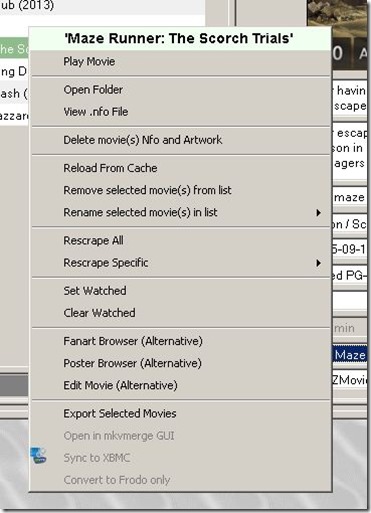 ub (2013)
'Maze Runner: The Scorch Trials'
Play Movie
Open Folder
View .nfo File
Delete movie(s) Nfo and Artwork
Reload From Cache
Remove selected movie(s) from list
Rename selected movie(s) in list
Rescrape All
Rescrape Specific
Set Watched
Clear Watched
Fanart Browser (Alternative)
Poster Browser (Alternative)
Edit Movie (Alternative)
Export Selected Movies
Open in mkvmerge GUI
Sync to XBMC
Convert to Frodo only
he Sc
ng D
ash (
azzar
having
scape
escap
son in
agers
maze
on / Sc
5-09-1
ed PG-
min
Maze
ZMovi